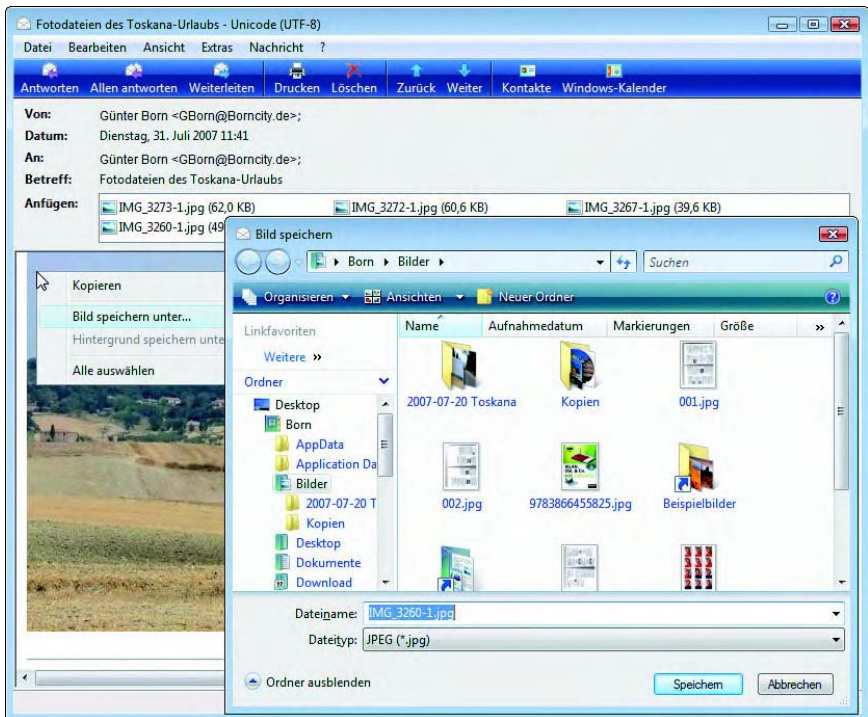 Fotodateien des Toskana-Urlaubs - Unicode (UTF-8)
Datei Bearbeiten Ansicht Extras Nachricht ?
Antworten Allen antworten Weiterleiten Drucken Löschen Zurück Weiter Kontakte Windows-Kalender
Von: Günter Born <GBorn@Borncity.de>;
Datum: Dienstag, 31. Juli 2007 11:41
An: Günter Born <GBorn@Borncity.de>;
Betreff: Fotodateien des Toskana-Urlaubs
Anfügen: IMG_3273-1.jpg (62,0 KB) IMG_3272-1.jpg (60,6 KB) IMG_3267-1.jpg (39,6 KB)
IMG_3260-1.jpg (49
Kopieren
Bild speichern unter...
Hintergrund speichern unte
Alle auswählen
Bild speichern
Born Bilder
Suchen
Organisieren Ansichten Neuer Ordner
Linkfavoriten
Weitere »
Ordner
Desktop
Born
AppData
Application Da
Bilder
2007-07-20 T
Kopien
Desktop
Dokumente
Download
Name Aufnahmedatum Markierungen Größe »
2007-07-20 Toskana Kopien 001.jpg
002.jpg 9783866455825.jpg Beispielbilder
Dateiname: IMG_3260-1.jpg
Dateityp: JPEG (*.jpg)
Ordner ausblenden
Speichern Abbrechen